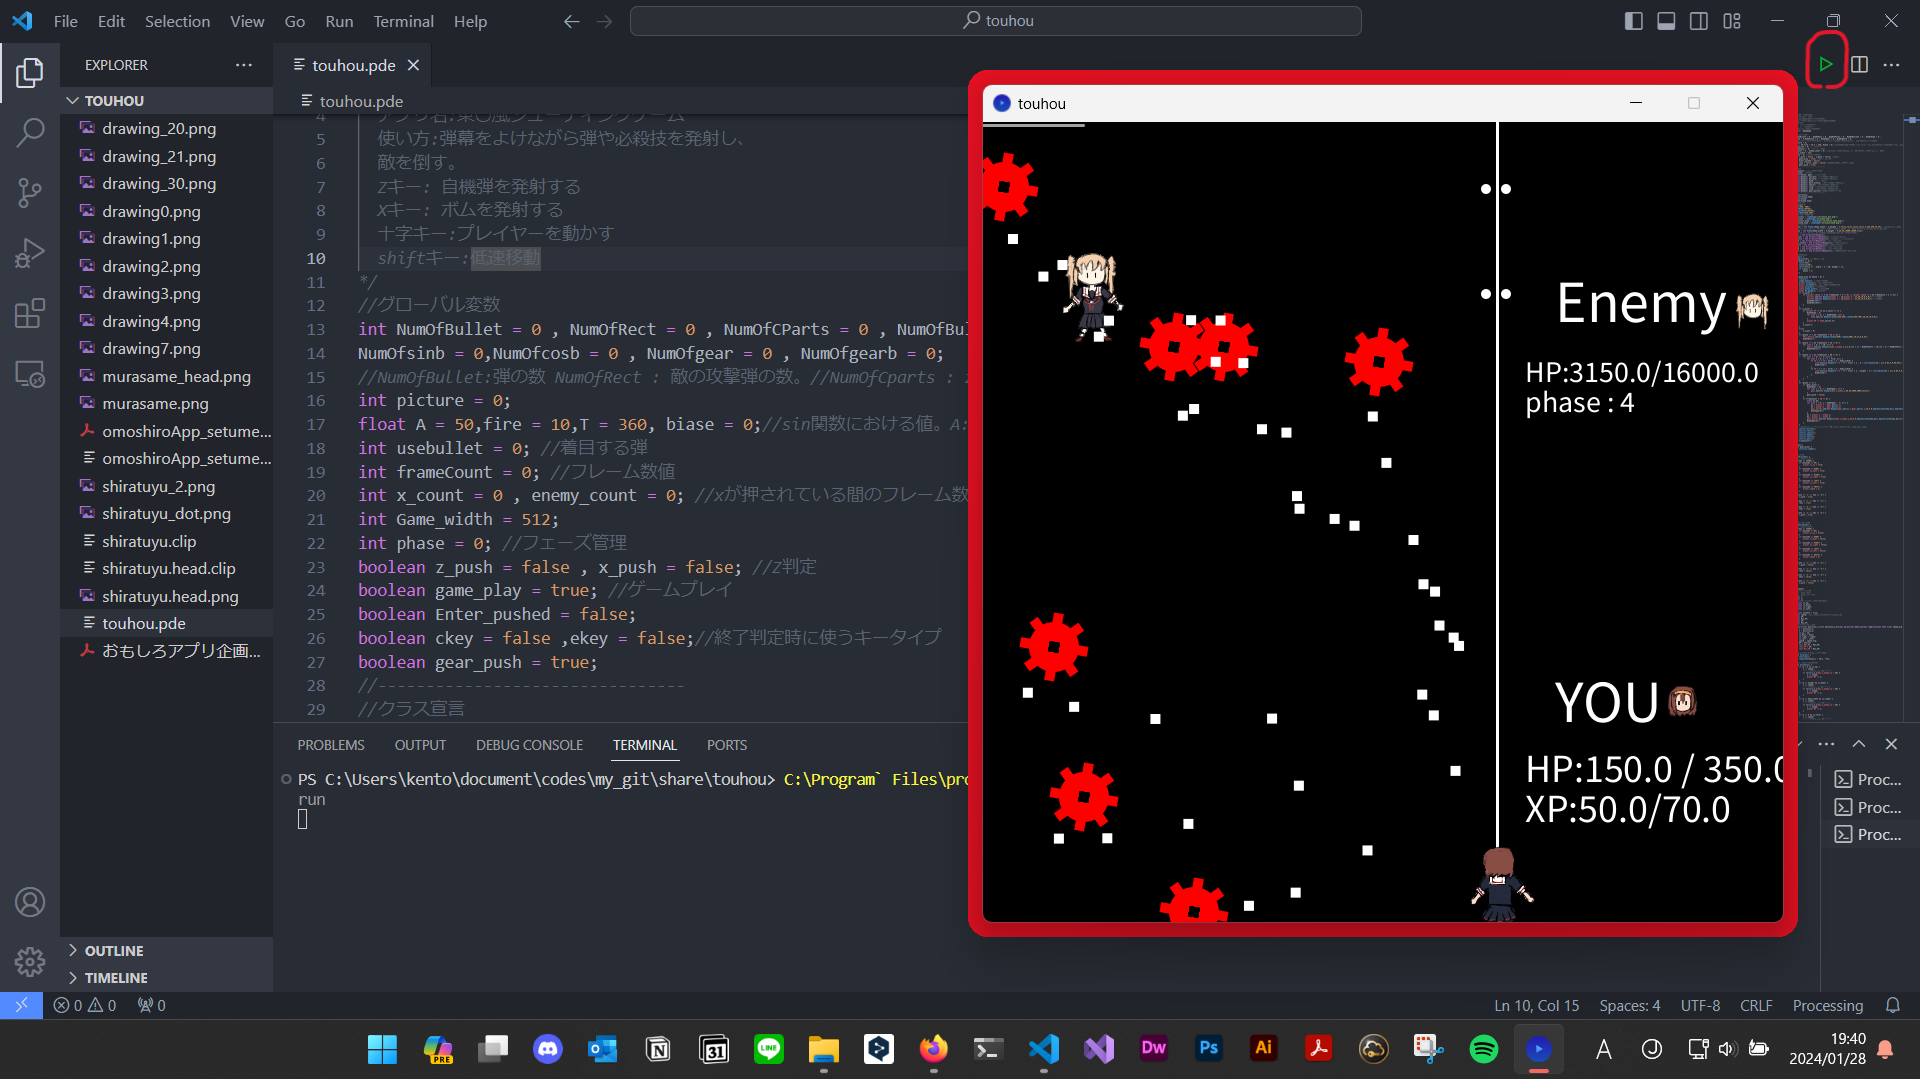 File Edit Selection View Go Run Terminal Help
touhou
EXPLORER
TOUHOU
drawing_20.png
drawing_21.png
drawing_30.png
drawing0.png
drawing1.png
drawing2.png
drawing3.png
drawing4.png
drawing7.png
murasame_head.png
murasame.png
omoshiroApp_setume...
omoshiroApp_setume...
shiratuyu_2.png
shiratuyu_dot.png
shiratuyu.clip
shiratuyu.head.clip
shiratuyu.head.png
touhou.pde
おもしろアプリ企画...
OUTLINE
TIMELINE
touhou.pde
touhou.pde
5 使い方:弾幕をよけながら弾や必殺技を発射し、
6 敵を倒す。
7 Zキー: 自機弾を発射する
8 Xキー: ボムを発射する
9 十字キー:プレイヤーを動かす
10 shiftキー:低速移動
11 */
12 //グローバル変数
13 int NumOfBullet = 0 , NumOfRect = 0 , NumOfCParts = 0 , NumOfBul
14 NumOfsinb = 0,NumOfcosb = 0 , NumOfgear = 0 , NumOfgearb = 0;
15 //NumOfBullet:弾の数 NumOfRect : 敵の攻撃弾の数。//NumOfCparts :
16 int picture = 0;
17 float A = 50,fire = 10,T = 360, biase = 0;//sin関数における値。A:
18 int usebullet = 0; //着目する弾
19 int frameCount = 0; //フレーム数値
20 int x_count = 0 , enemy_count = 0; //xが押されている間のフレーム数
21 int Game_width = 512;
22 int phase = 0; //フェーズ管理
23 boolean z_push = false , x_push = false; //Z判定
24 boolean game_play = true; //ゲームプレイ
25 boolean Enter_pushed = false;
26 boolean ckey = false ,ekey = false;//終了判定時に使うキータイプ
27 boolean gear_push = true;
28 //--------------------------------
29 //クラス宣言
PROBLEMS OUTPUT DEBUG CONSOLE TERMINAL PORTS
PS C:\Users\kento\document\codes\my_git\share\touhou> C:\Program` Files\pro
run
Proc...
Proc...
Proc...
touhou
Enemy
HP:3150.0/16000.0
phase : 4
YOU
HP:150.0 / 350.0
XP:50.0/70.0
0 0 0
Ln 10, Col 15 Spaces: 4 UTF-8 CRLF Processing
PRE
N
31
LINE
Dw
Ps
Ai
A
J
19:40
2024/01/28